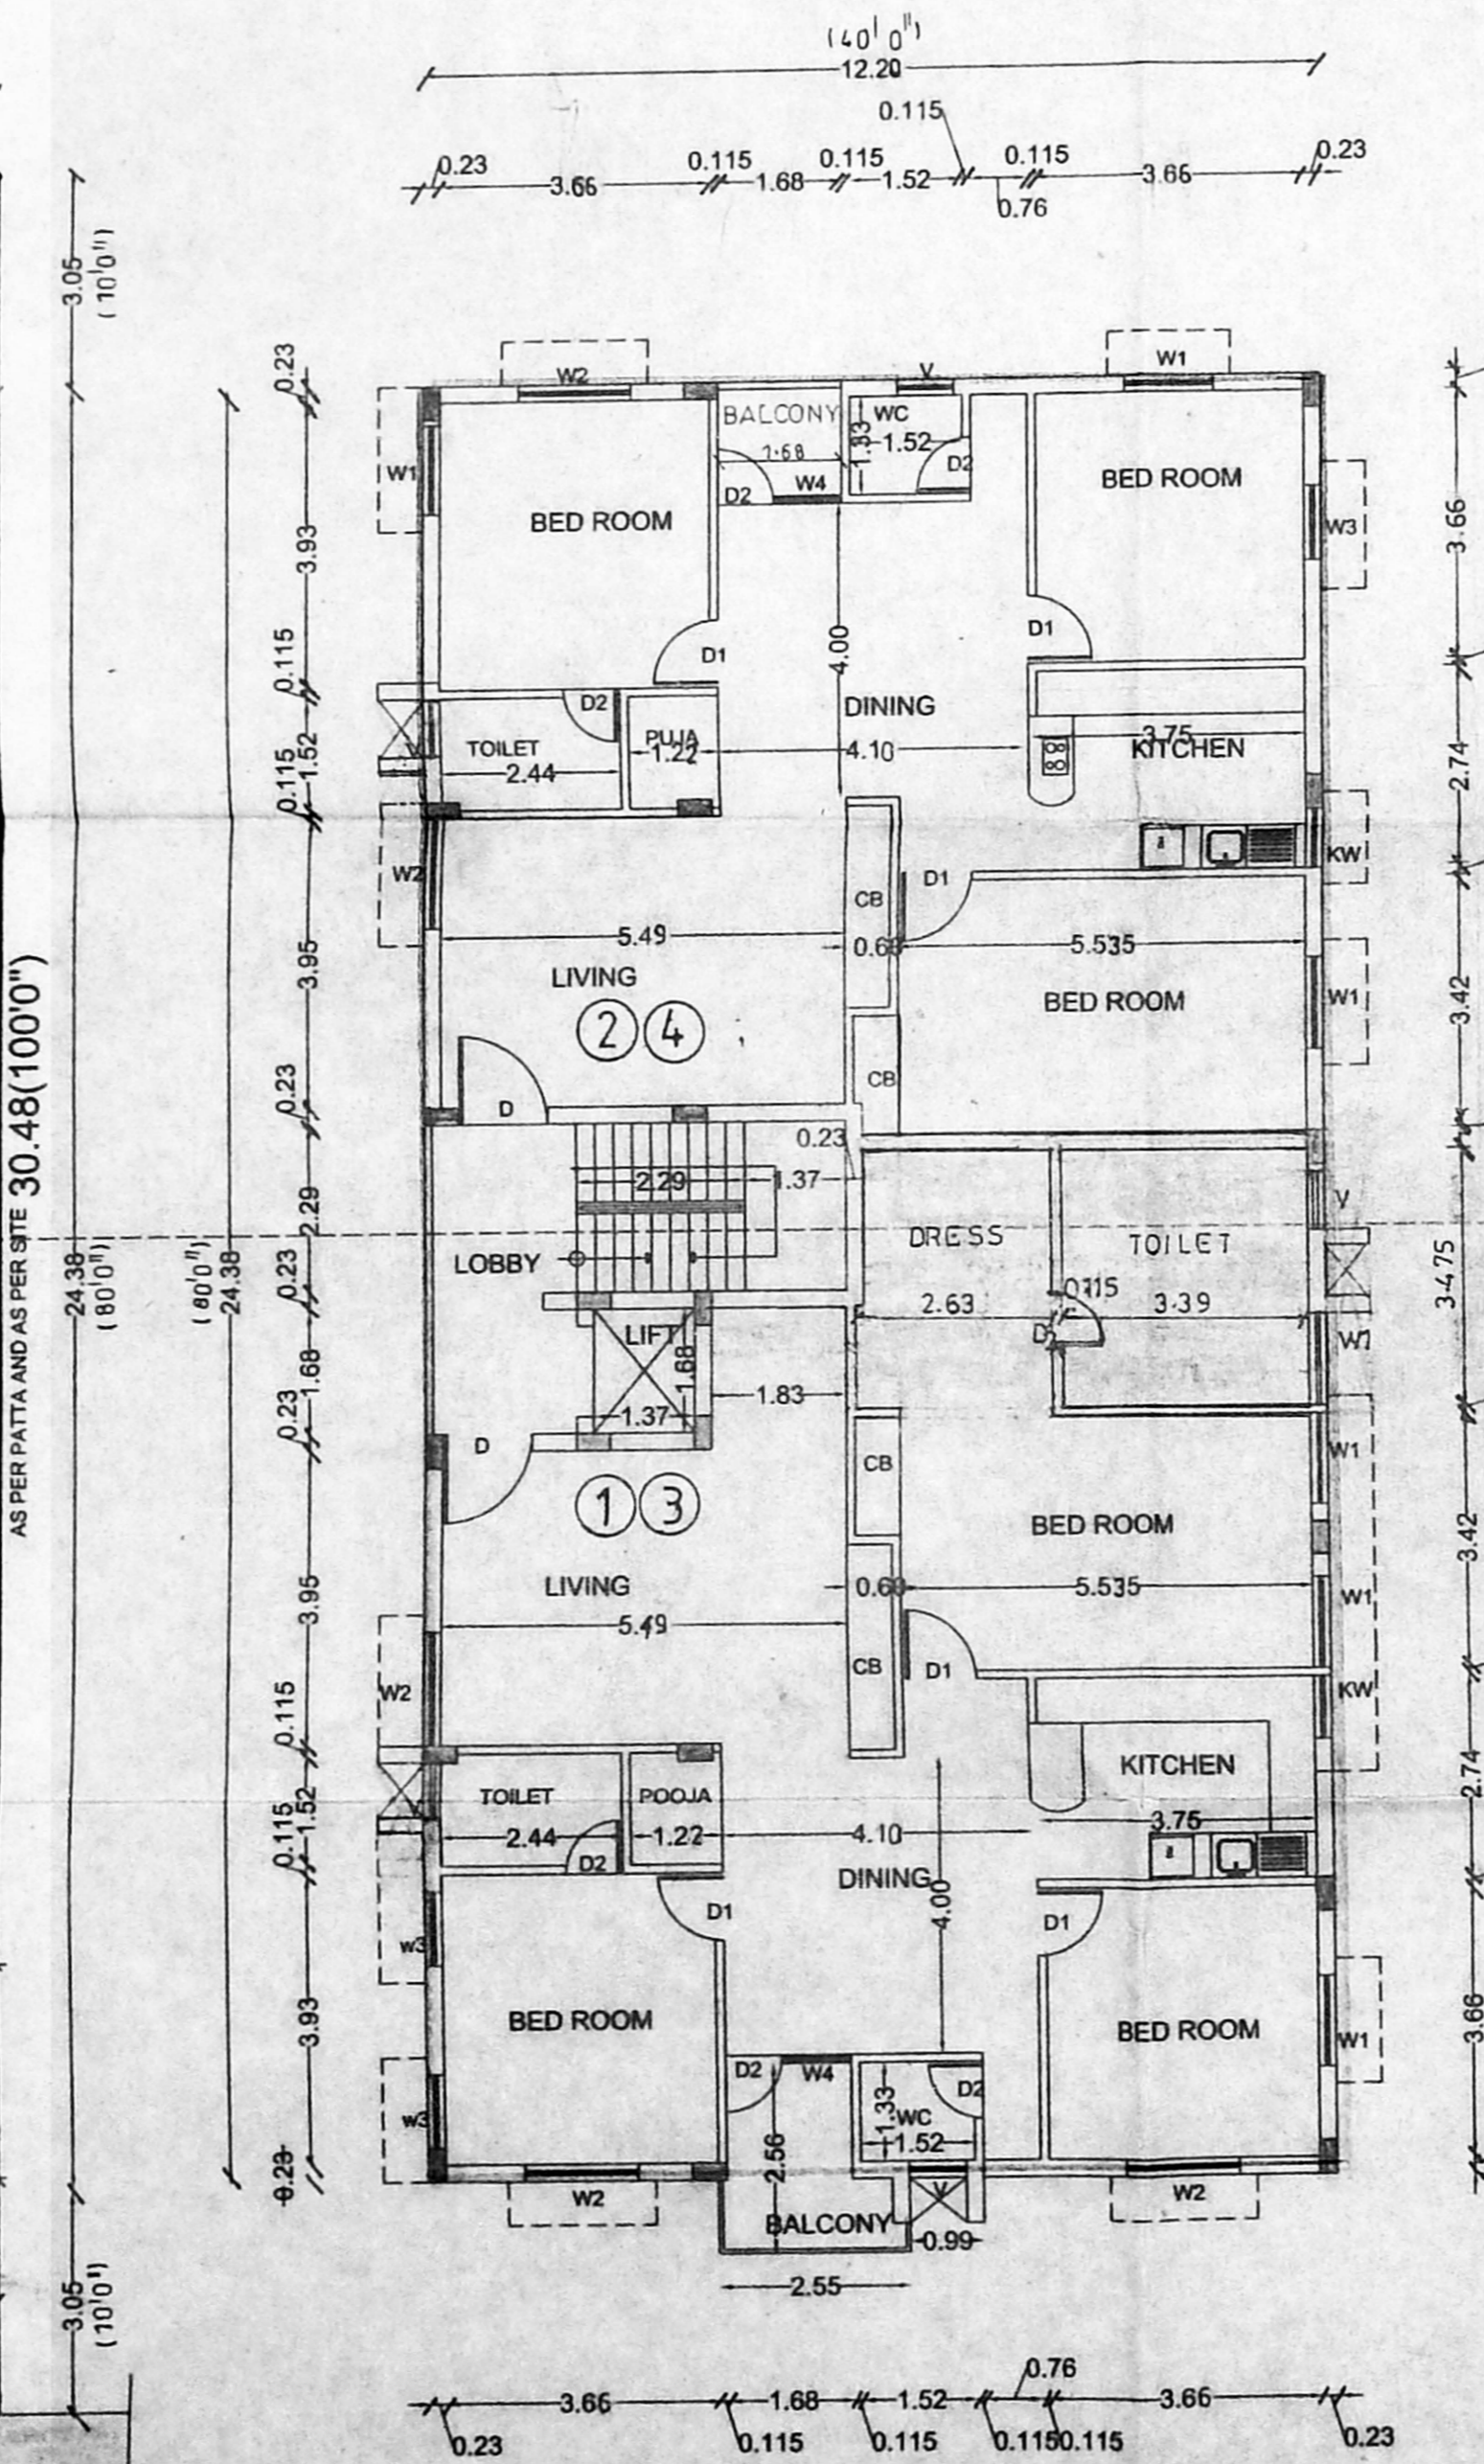 (40'0")
12.20
0.115
0.23
3.66
0.115
1.68
0.115
1.52
0.76
0.115
3.66
0.23
3.05
(10'0")
24.38
(80'0")
(80'0")
24.38
3.05
(10'0")
AS PER PATTA AND AS PER SITE 30.48(100'0")
0.23
3.93
0.115
1.52
0.115
3.95
0.23
2.29
0.23
1.68
0.23
3.95
0.115
1.52
0.115
3.93
0.23
W2
V
W1
W1
BALCONY
1.68
WC
1.33
1.52
D2
D2
W4
BED ROOM
BED ROOM
W3
D1
D1
4.00
DINING
4.10
D2
TOILET
2.44
PUJA
1.22
3.75
KITCHEN
KW
W2
CB
D1
5.49
0.60
5.535
LIVING
BED ROOM
W1
2 4
CB
D
0.23
2.29
1.37
LOBBY
DRESS
TOILET
V
0.115
2.63
3.39
LIFT
1.68
1.37
1.83
W1
D
CB
W1
1 3
BED ROOM
LIVING
0.60
5.535
W1
5.49
CB
D1
W2
KW
TOILET
POOJA
KITCHEN
2.44
1.22
4.10
3.75
D2
DINING
4.00
D1
D1
w3
BED ROOM
BED ROOM
W1
w3
D2
W4
D2
1.33
WC
1.52
2.56
W2
V
W2
BALCONY
0.99
2.55
3.66
2.74
3.42
3.475
3.42
2.74
3.66
0.76
3.66
1.68
1.52
3.66
0.23
0.115
0.115
0.115
0.115
0.23